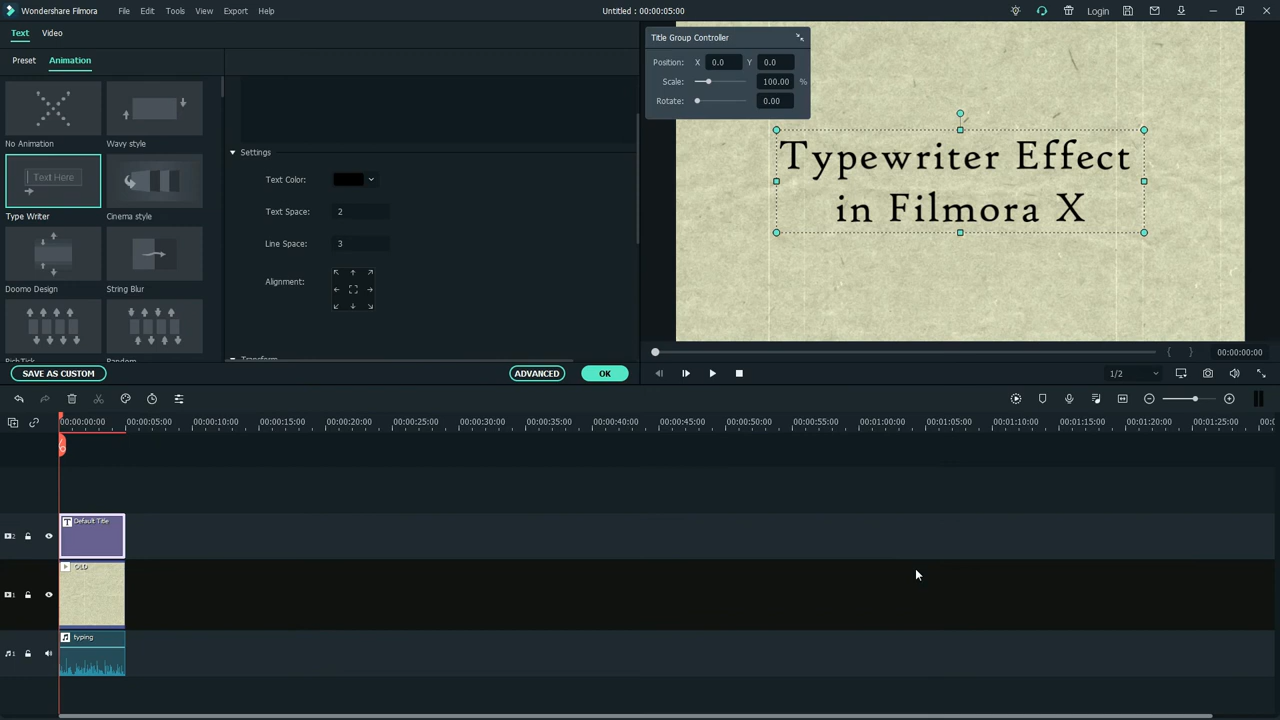 Wondershare Filmora File Edit Tools View Export Help Untitled : 00:00:05:00 Login
Text Video
Preset Animation
No Animation Wavy style
Text Here
Type Writer Cinema style
Doomo Design String Blur
RichTick Random
Settings
Text Color:
Text Space: 2
Line Space: 3
Alignment:
Transform
SAVE AS CUSTOM ADVANCED OK
Title Group Controller
Position: X 0.0 Y 0.0
Scale: 100.00 %
Rotate: 0.00
Typewriter Effect
in Filmora X
{ } 00:00:00:00
1/2
00:00:00:00 00:00:05:00 00:00:10:00 00:00:15:00 00:00:20:00 00:00:25:00 00:00:30:00 00:00:35:00 00:00:40:00 00:00:45:00 00:00:50:00 00:00:55:00 00:01:00:00 00:01:05:00 00:01:10:00 00:01:15:00 00:01:20:00 00:01:25:00
T Default Title
2
OLD
1
typing
1